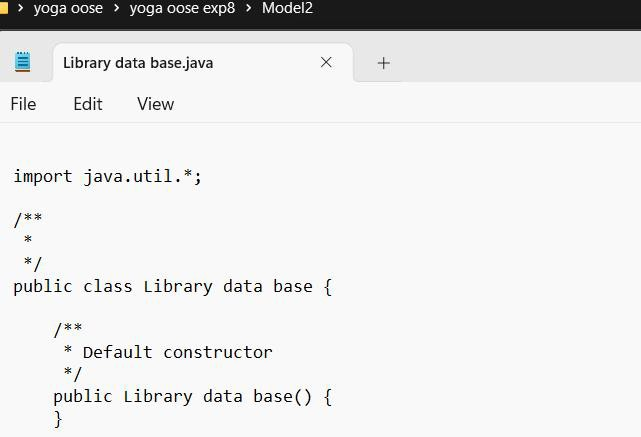 yoga oose > yoga oose exp8 > Model2
Library data base.java
File Edit View
import java.util.*;
/**
*
*/
public class Library data base {
/**
* Default constructor
*/
public Library data base() {
}